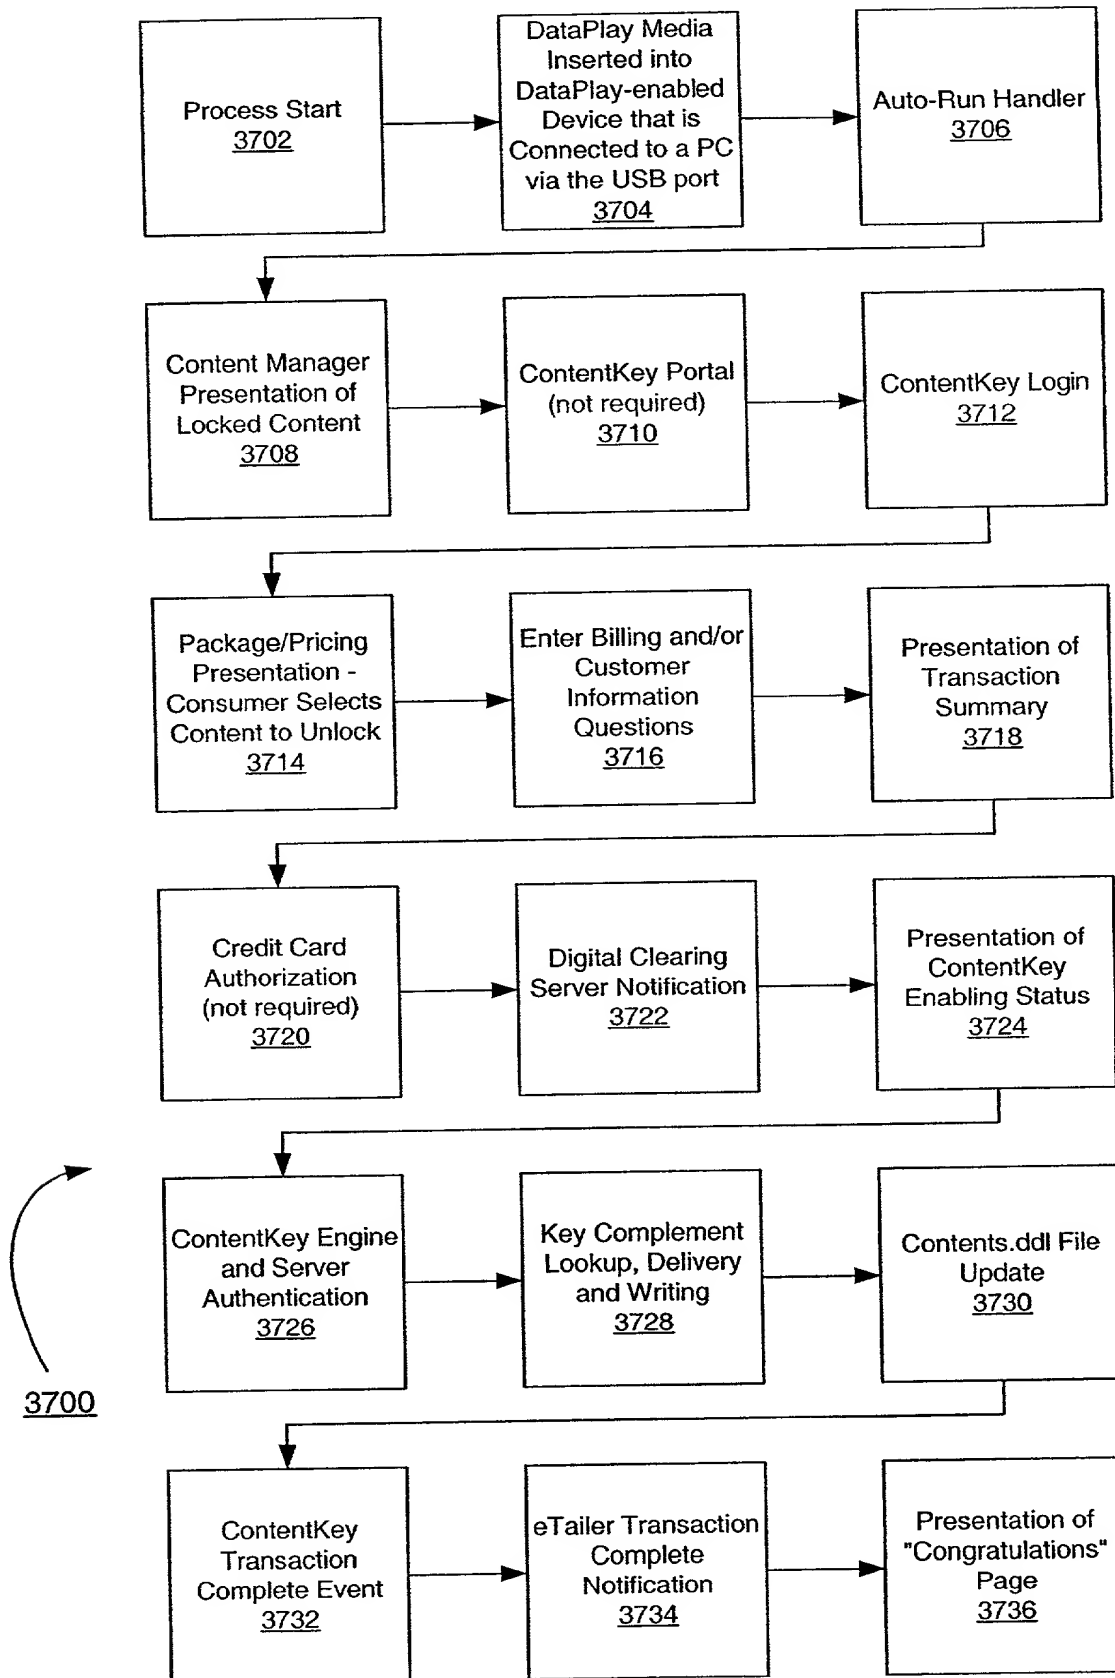 Process Start
3702
DataPlay Media
Inserted into
DataPlay-enabled
Device that is
Connected to a PC
via the USB port
3704
Auto-Run Handler
3706
Content Manager
Presentation of
Locked Content
3708
ContentKey Portal
(not required)
3710
ContentKey Login
3712
Package/Pricing
Presentation -
Consumer Selects
Content to Unlock
3714
Enter Billing and/or
Customer
Information
Questions
3716
Presentation of
Transaction
Summary
3718
Credit Card
Authorization
(not required)
3720
Digital Clearing
Server Notification
3722
Presentation of
ContentKey
Enabling Status
3724
ContentKey Engine
and Server
Authentication
3726
Key Complement
Lookup, Delivery
and Writing
3728
Contents.ddl File
Update
3730
3700
ContentKey
Transaction
Complete Event
3732
eTailer Transaction
Complete
Notification
3734
Presentation of
"Congratulations"
Page
3736